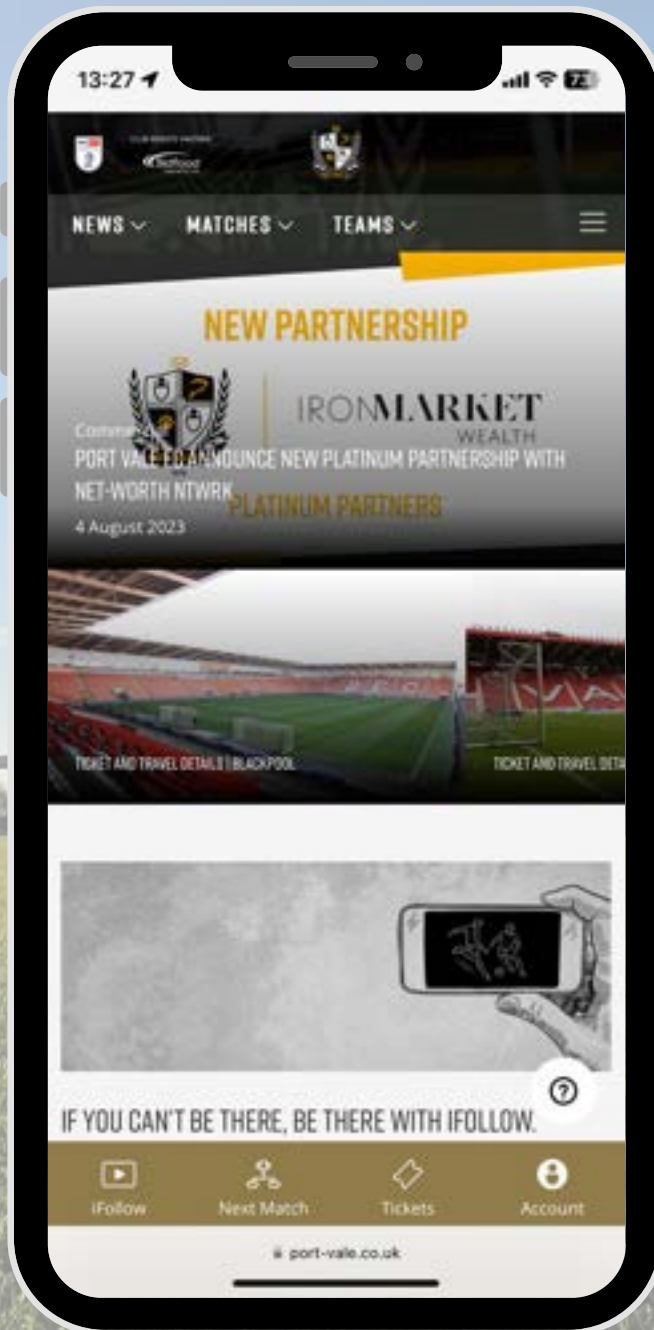 13:27
73
Bidfood
NEWS
MATCHES
TEAMS
NEW PARTNERSHIP
IRONMARKET
WEALTH
PORT VALE FC ANNOUNCE NEW PLATINUM PARTNERSHIP WITH
NET-WORTH NTWRK
PLATINUM PARTNERS
4 August 2023
TICKET AND TRAVEL DETAILS | BLACKPOOL
TICKET AND TRAVEL DETA
IF YOU CAN'T BE THERE, BE THERE WITH IFOLLOW.
iFollow
Next Match
Tickets
Account
port-vale.co.uk